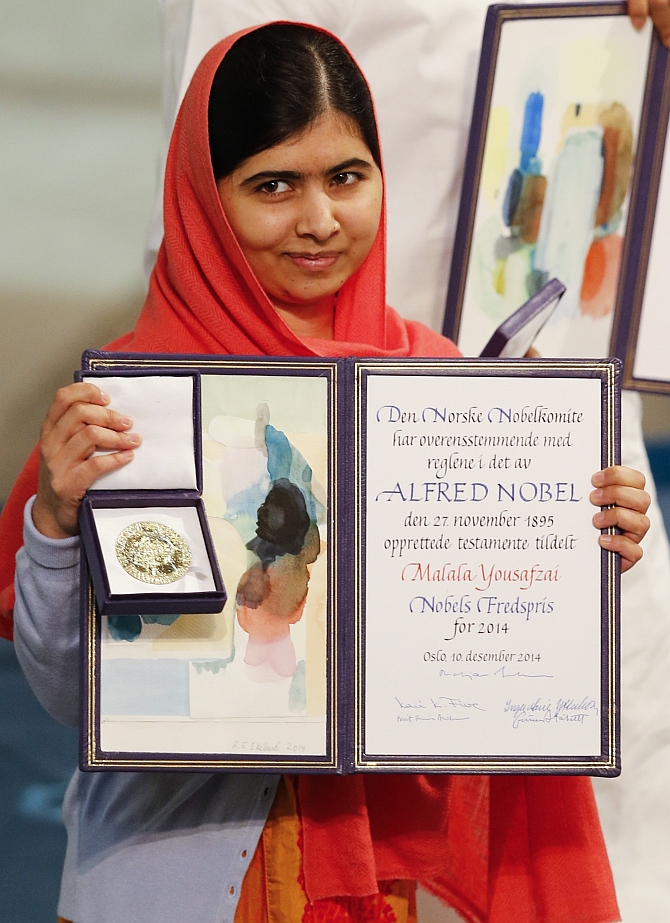 Den Norske Nobelkomite
har overensstemmende med
reglene i det av
ALFRED NOBEL
den 27. november 1895
opprettede testamente tildelt
Malala Yousafzai
Nobels Fredspris
for 2014
Oslo, 10. desember 2014
2014